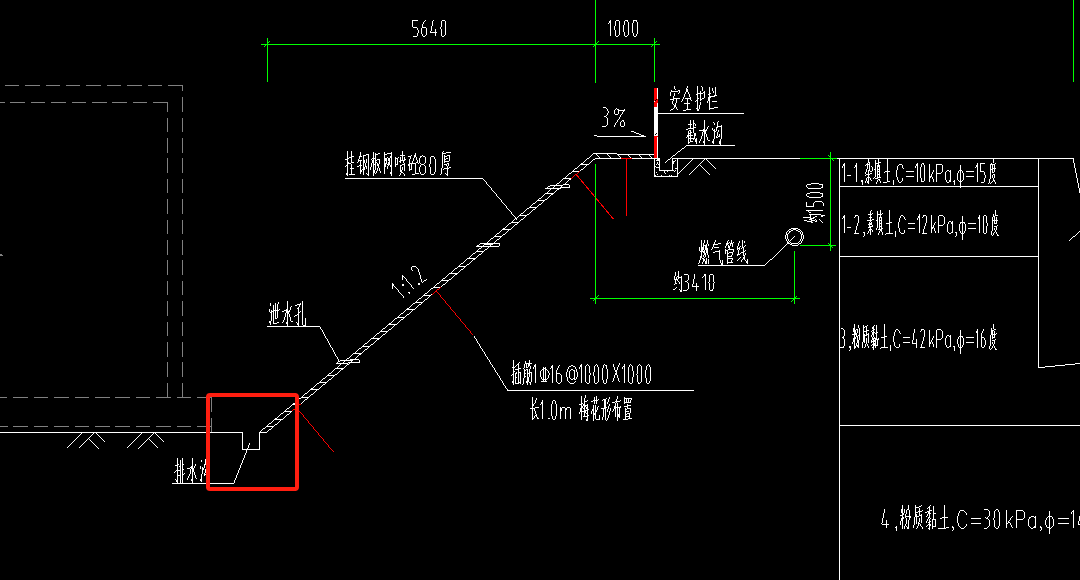 5640
1000
安全护栏
3%
截水沟
挂钢板网喷砼80厚
1-1,杂填土,C=10kPa,φ=15度
约1500
1-2,素填土,C=12kPa,φ=18度
燃气管线
约3410
1:1.2
泄水孔
3,粉质黏土,C=42kPa,φ=16度
插筋1Φ16@1000X1000
长1.0m 梅花形布置
排水沟
4,粉质黏土,C=30kPa,φ=14